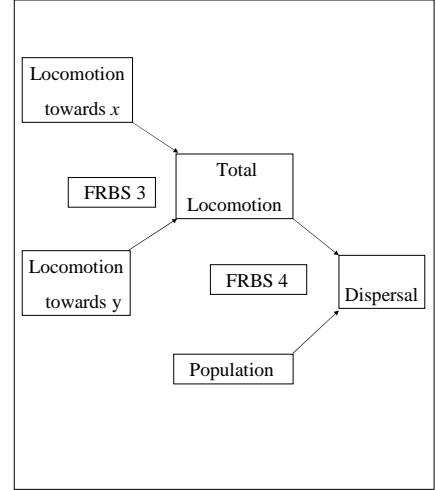 Locomotion
towards x
Total
Locomotion
FRBS 3
Locomotion
towards y
FRBS 4
Dispersal
Population